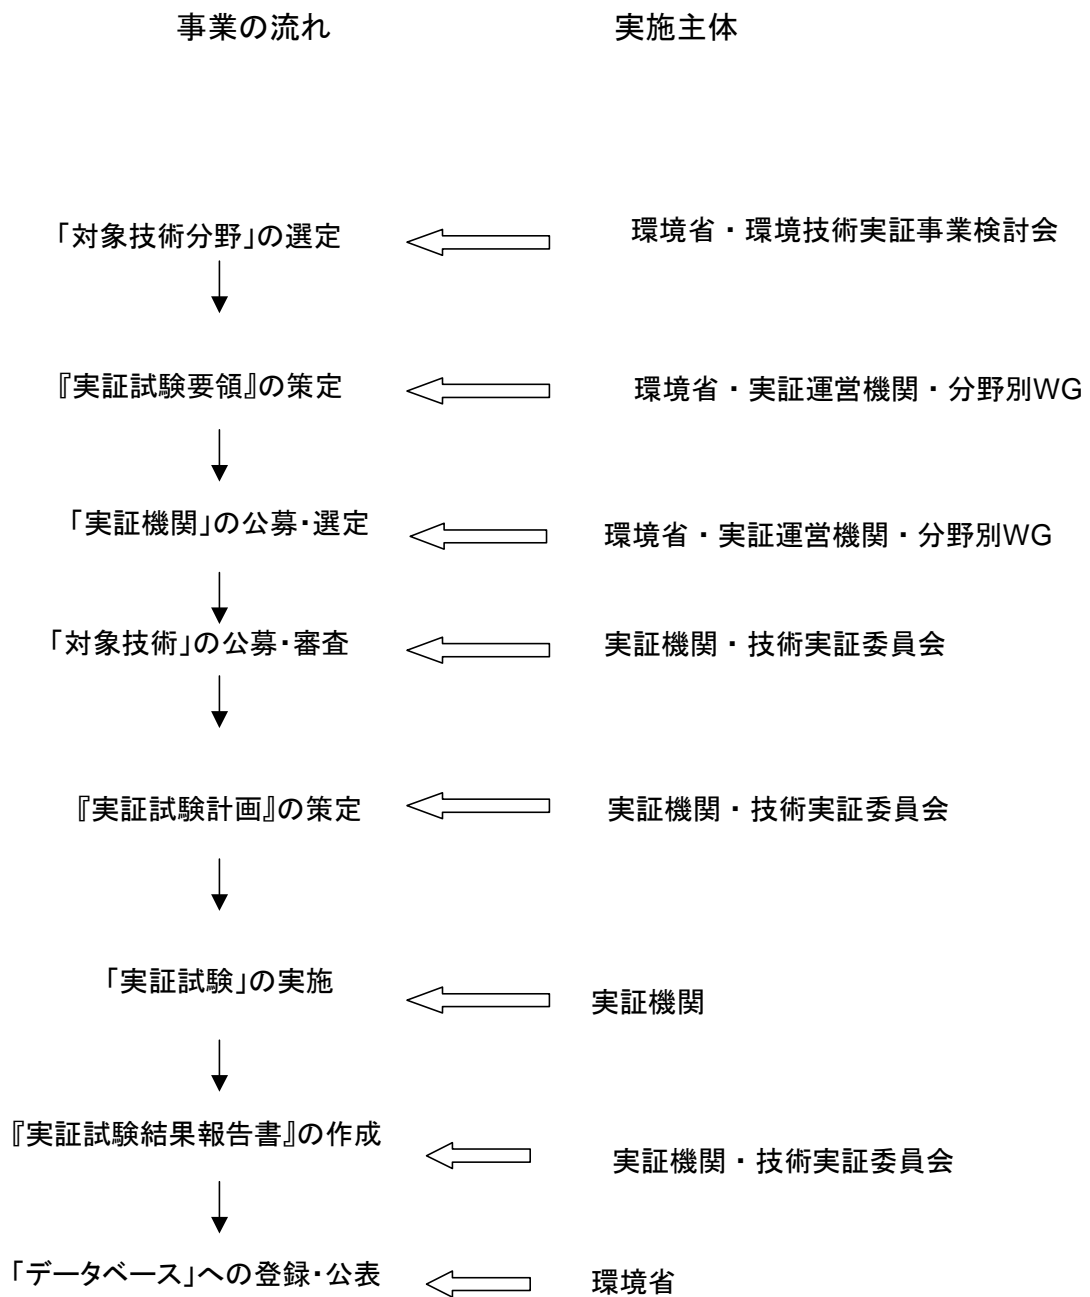 事業の流れ 実施主体
「対象技術分野」の選定 環境省・環境技術実証事業検討会
『実証試験要領』の策定 環境省・実証運営機関・分野別WG
「実証機関」の公募・選定 環境省・実証運営機関・分野別WG
「対象技術」の公募・審査 実証機関・技術実証委員会
『実証試験計画』の策定 実証機関・技術実証委員会
「実証試験」の実施 実証機関
『実証試験結果報告書』の作成 実証機関・技術実証委員会
「データベース」への登録・公表 環境省